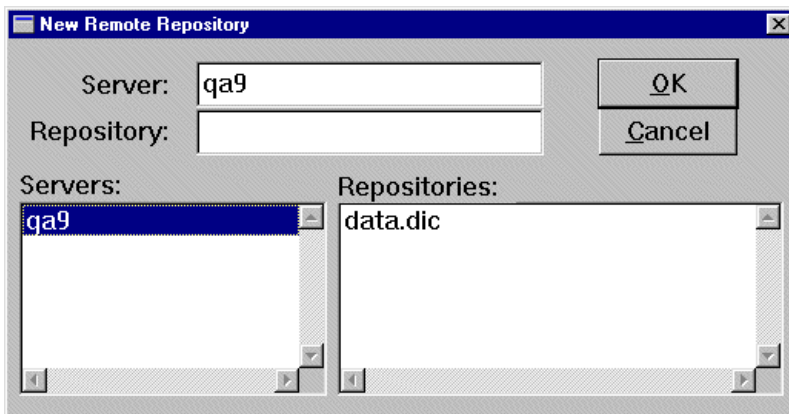 New Remote Repository
Server: qa9 OK
Repository: Cancel
Servers: Repositories:
qa9 data.dic